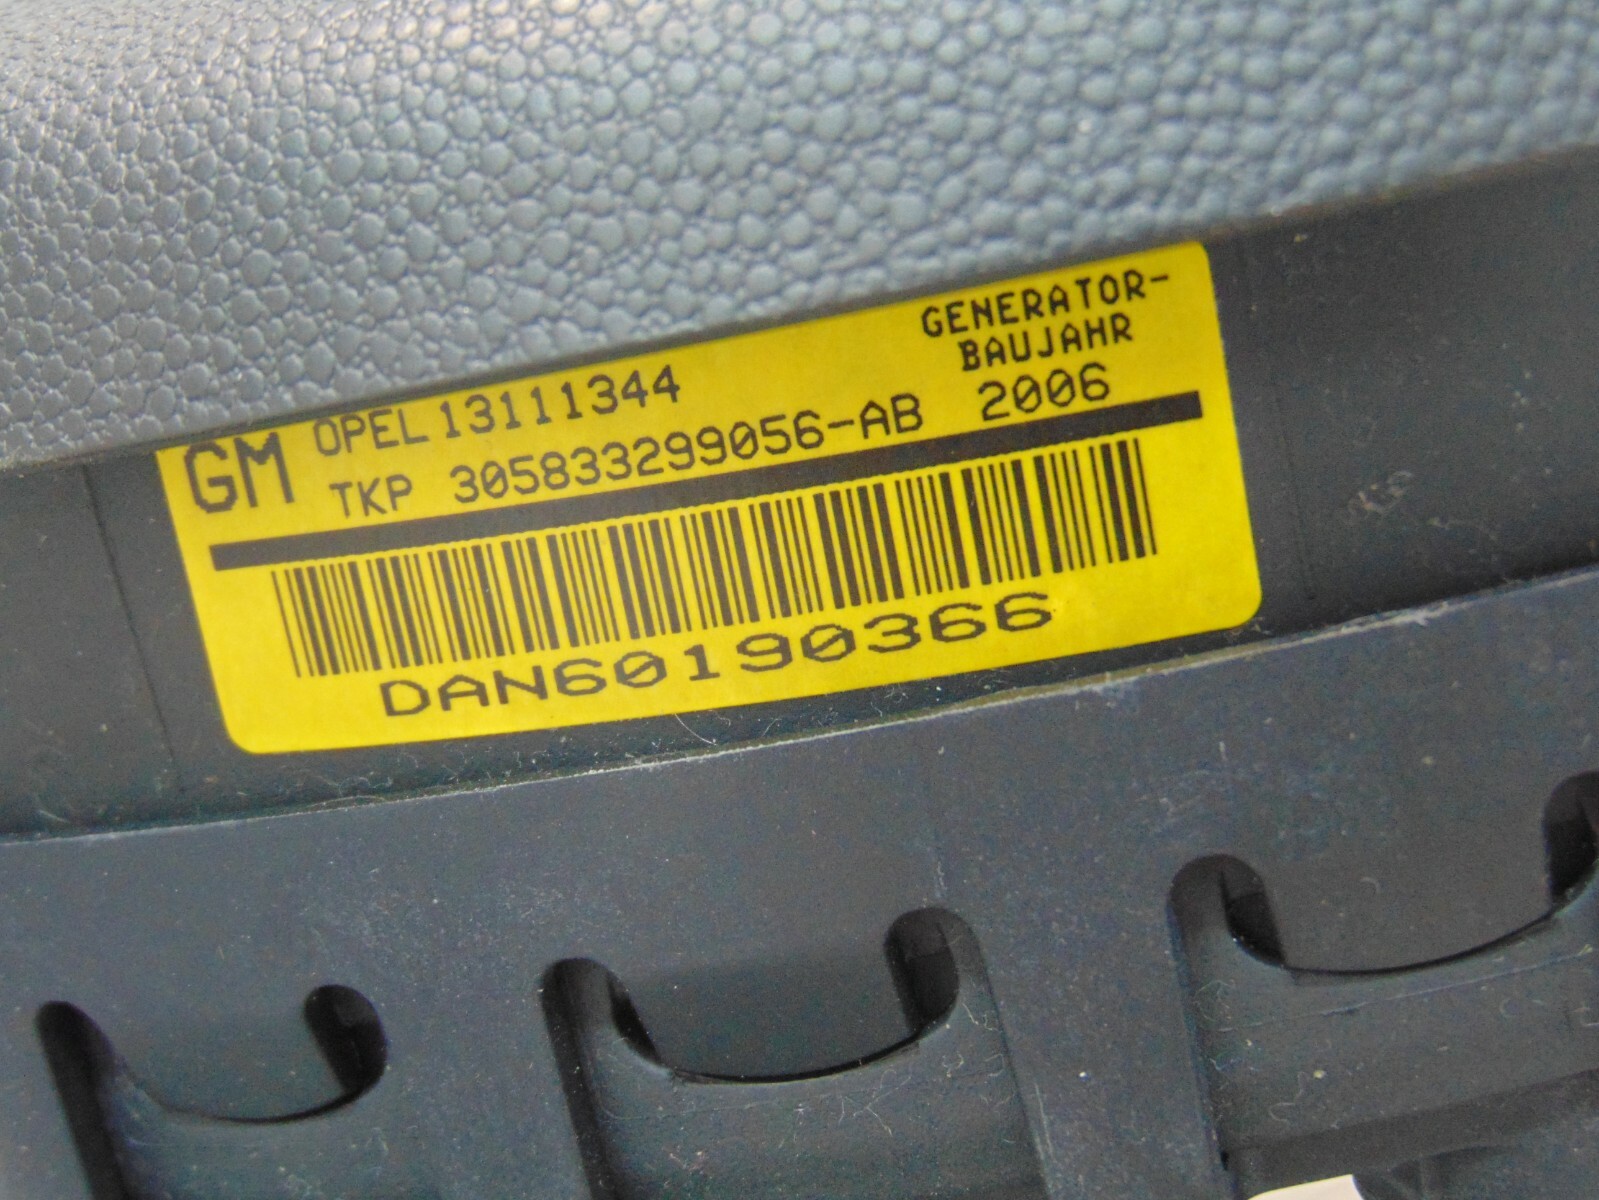 GM OPEL 13111344
TKP 305833299056-AB
GENERATOR-
BAUJAHR
2006
DAN60190366